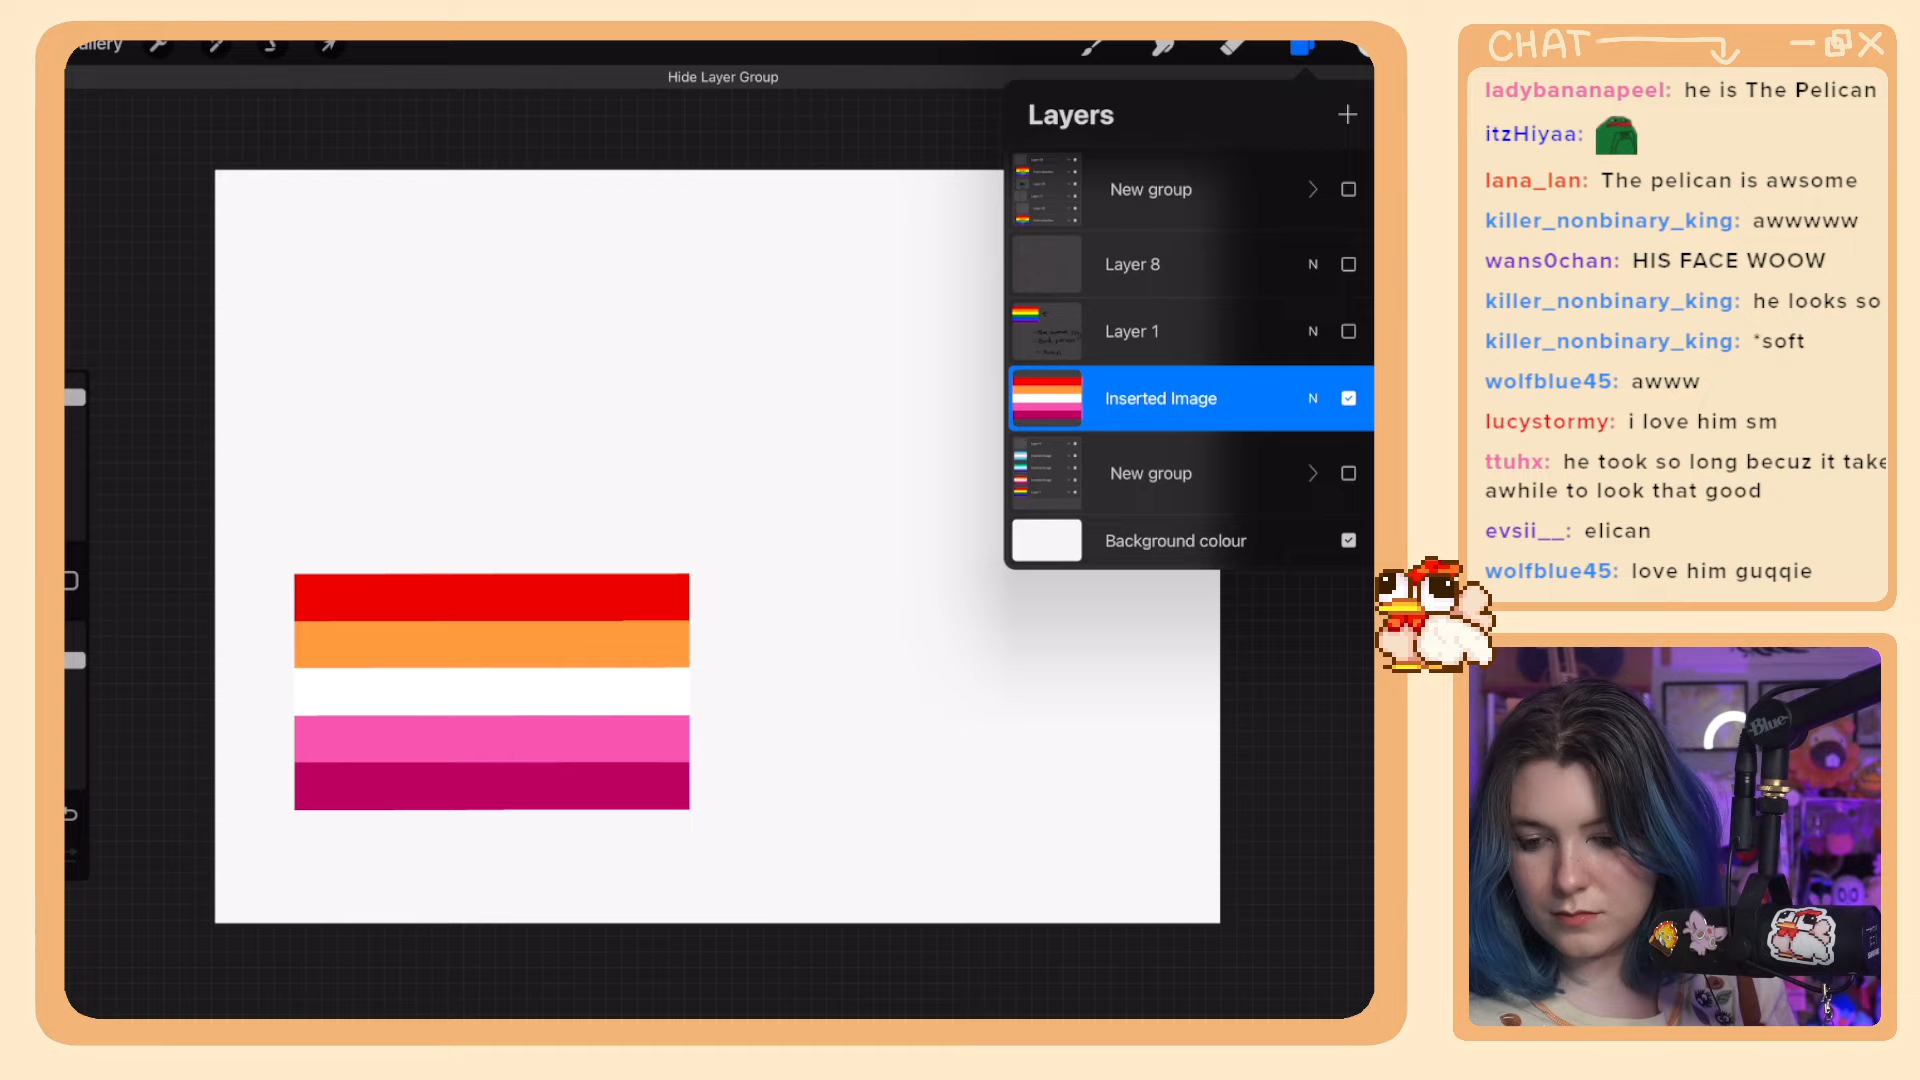 allery
Hide Layer Group
Layers
New group
Layer 8
N
Layer 1
N
Inserted Image
N
New group
Background colour
CHAT
ladybananapeel: he is The Pelican
itzHiyaa:
lana_lan: The pelican is awsome
killer_nonbinary_king: awwwww
wans0chan: HIS FACE WOOW
killer_nonbinary_king: he looks so
killer_nonbinary_king: *soft
wolfblue45: awww
lucystormy: i love him sm
ttuhx: he took so long becuz it take
awhile to look that good
evsii__: elican
wolfblue45: love him guqqie
Blue